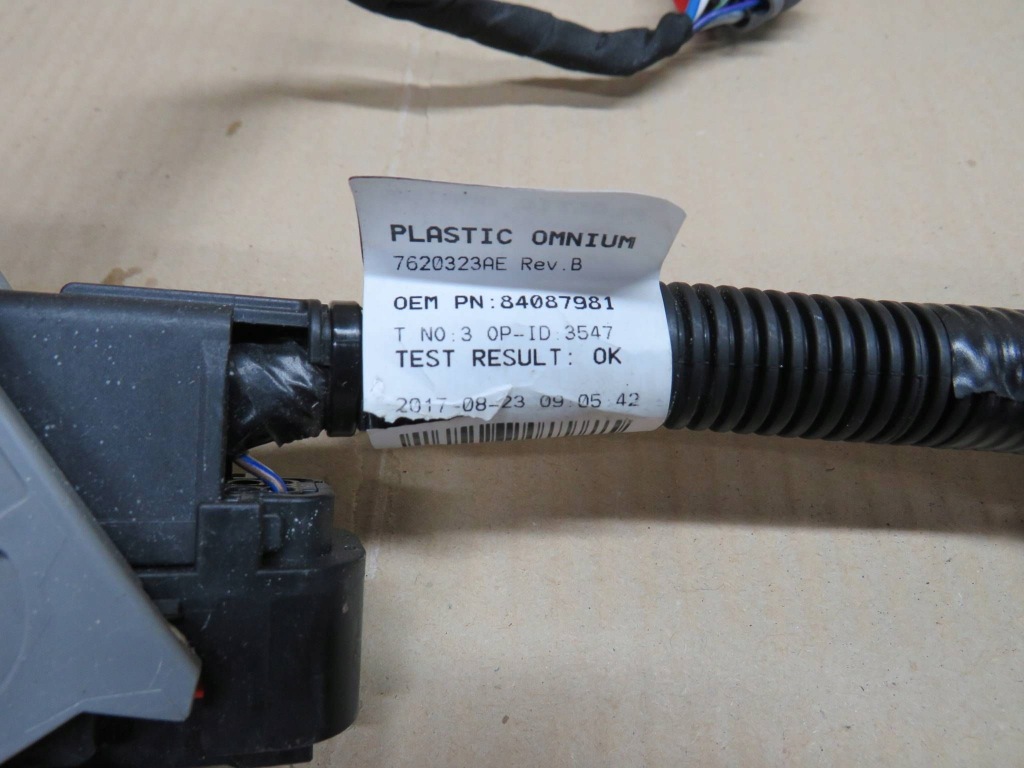 PLASTIC OMNIUM
7620323AE Rev.B
OEM PN:84087981
T NO:3 OP-ID:3547
TEST RESULT: OK
2017-08-23 09:05:42